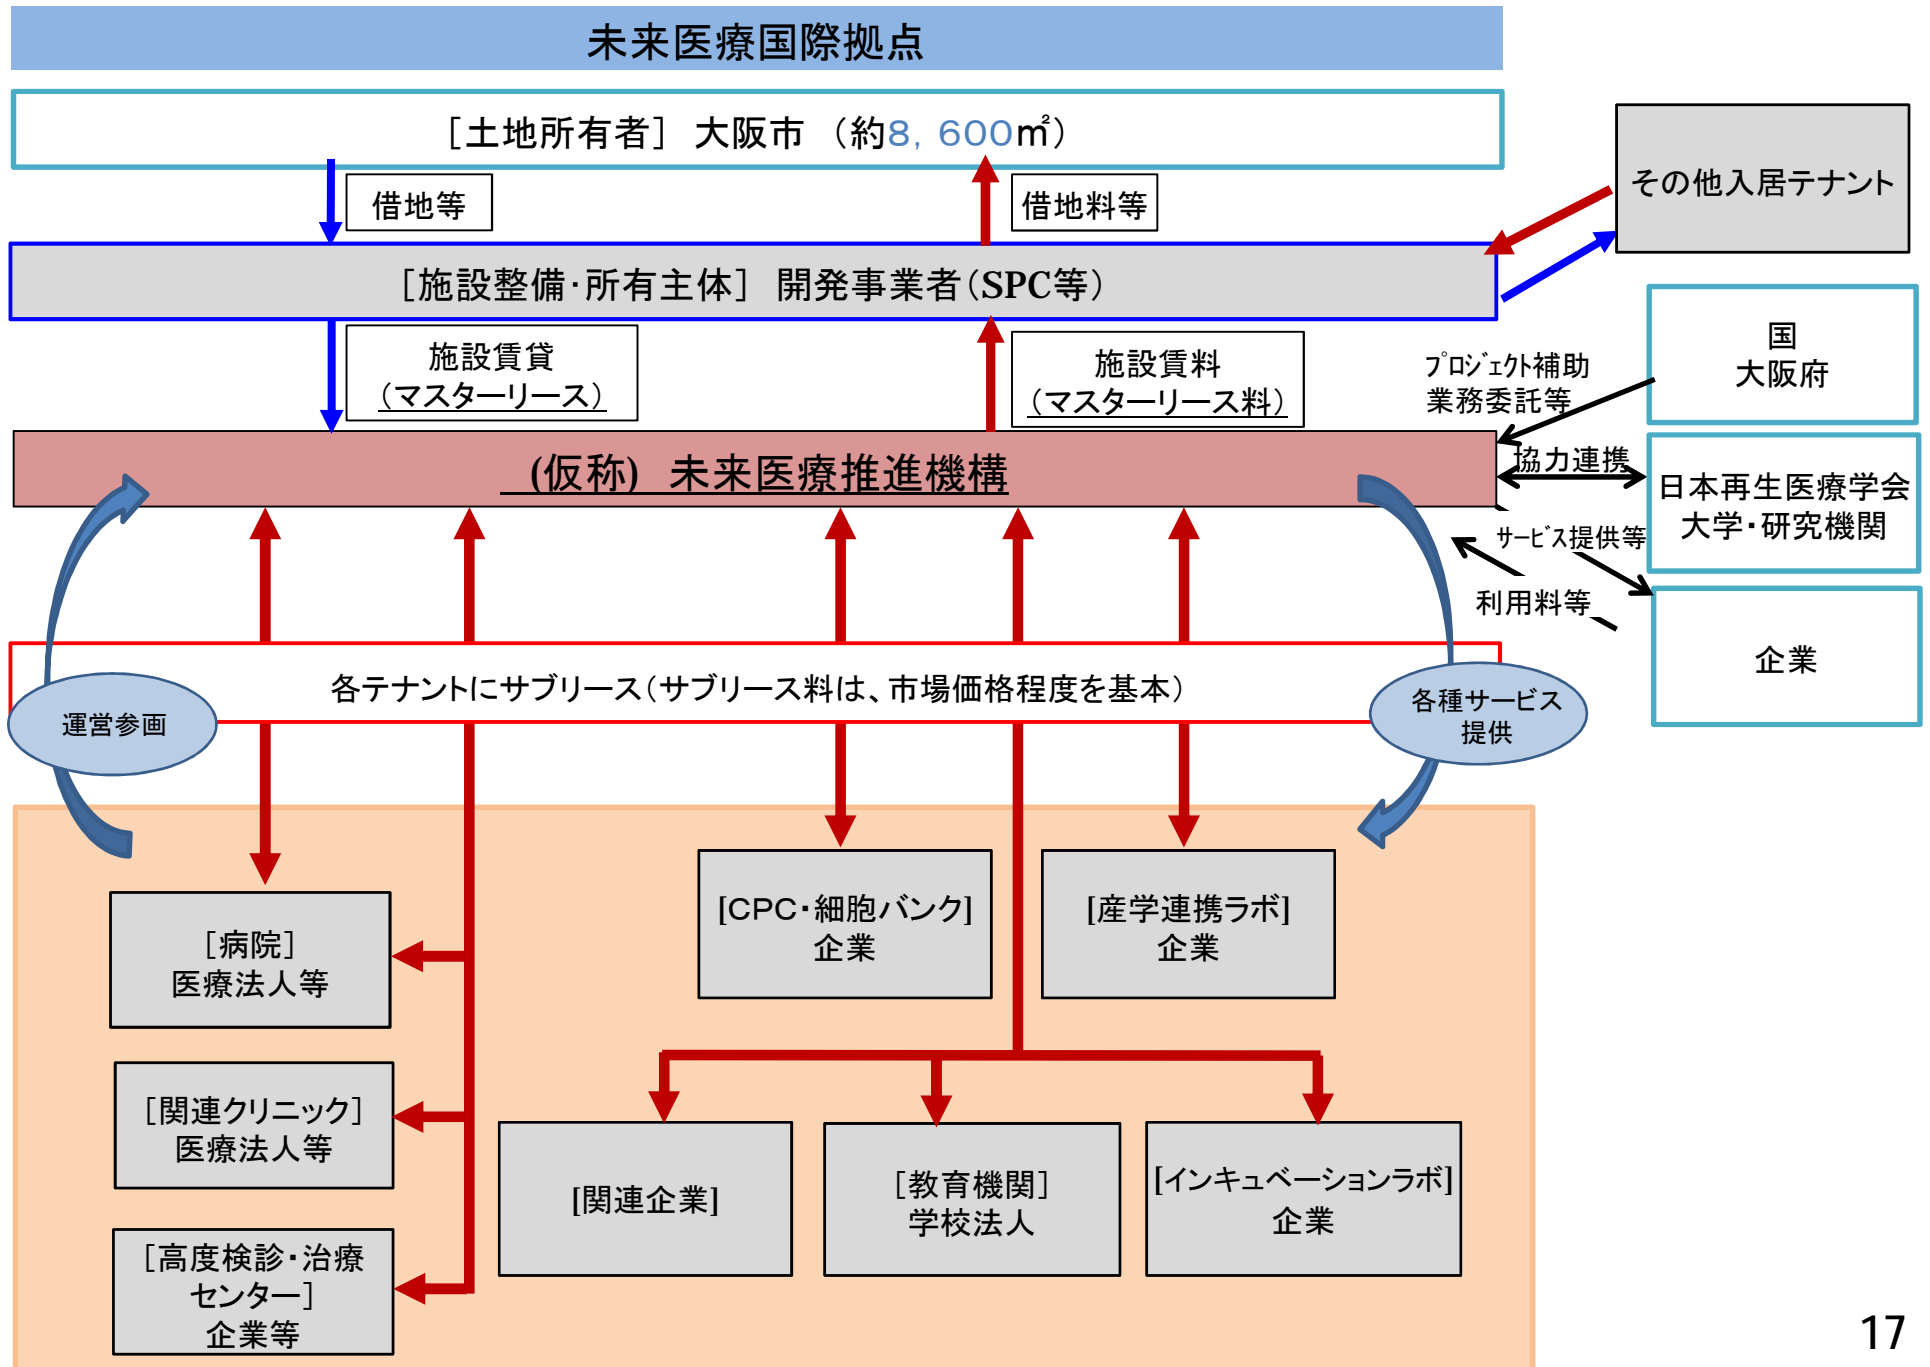 未来医療国際拠点
［土地所有者］ 大阪市 （約８，６００㎡）
その他入居テナント
借地等
借地料等
［施設整備・所有主体］ 開発事業者（SPC等）
施設賃貸
（マスターリース）
施設賃料
（マスターリース料）
プロジェクト補助
業務委託等
国
大阪府
(仮称) 未来医療推進機構
協力連携
日本再生医療学会
大学・研究機関
サービス提供等
利用料等
企業
各テナントにサブリース（サブリース料は、市場価格程度を基本）
運営参画
各種サービス
提供
［病院］
医療法人等
[CPC・細胞バンク]
企業
[産学連携ラボ]
企業
［関連クリニック］
医療法人等
[関連企業]
［教育機関］
学校法人
[インキュベーションラボ]
企業
［高度検診・治療
センター］
企業等
17